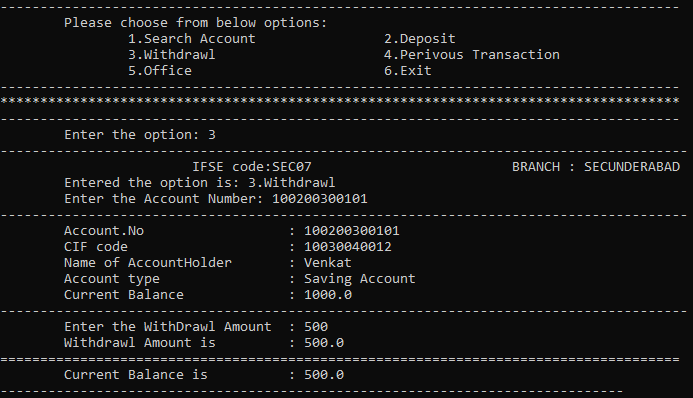 Please choose from below options:
1.Search Account 2.Deposit
3.Withdrawl 4.Perivous Transaction
5.Office 6.Exit
Enter the option: 3
IFSE code:SEC07 BRANCH : SECUNDERABAD
Entered the option is: 3.Withdrawl
Enter the Account Number: 100200300101
Account.No : 100200300101
CIF code : 10030040012
Name of AccountHolder : Venkat
Account type : Saving Account
Current Balance : 1000.0
Enter the WithDrawl Amount : 500
Withdrawl Amount is : 500.0
Current Balance is : 500.0